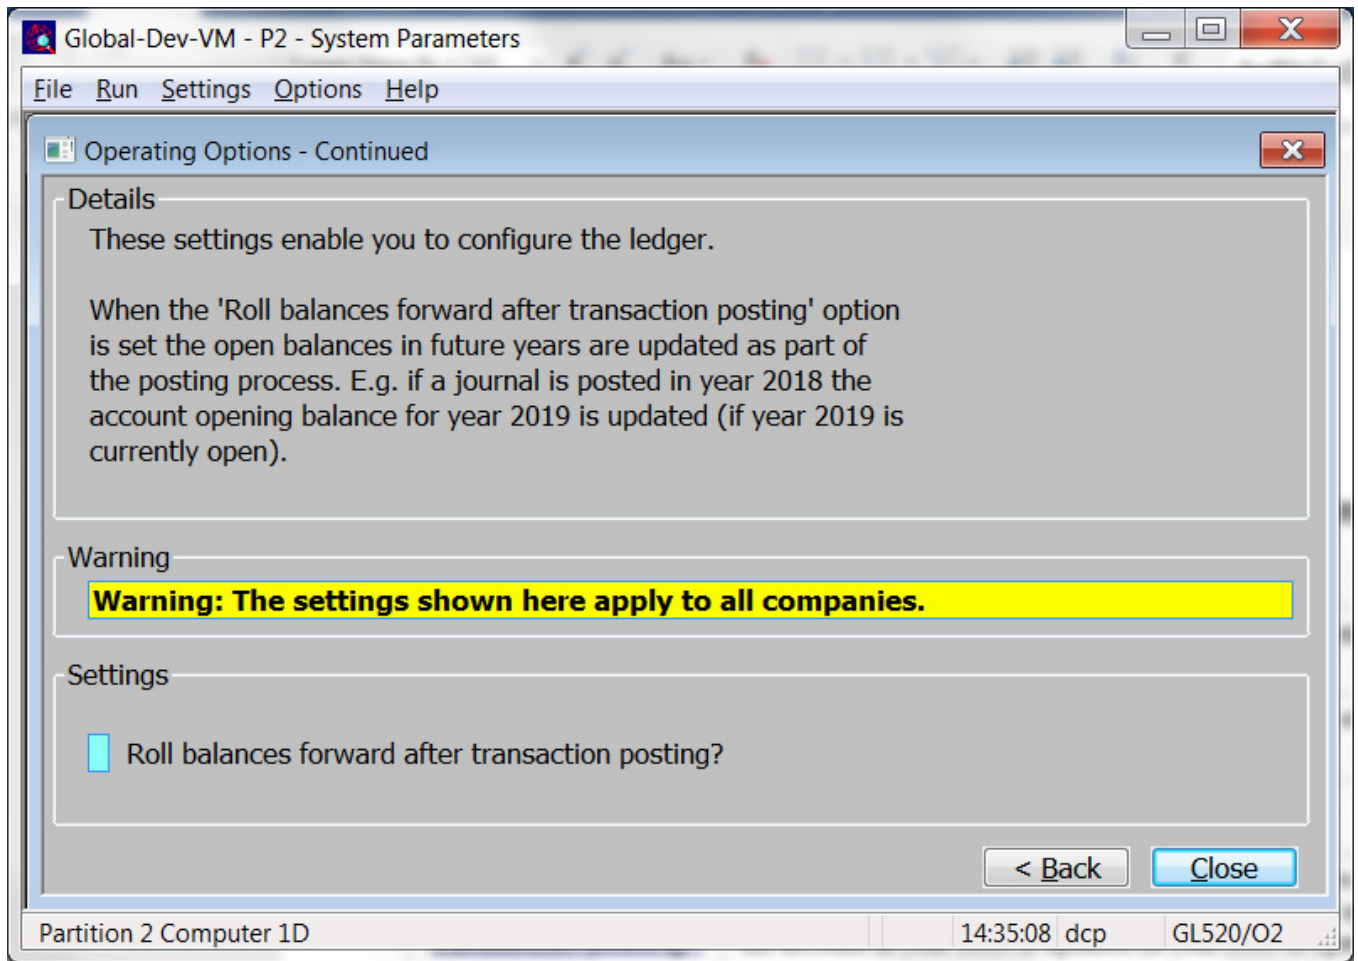 Global-Dev-VM - P2 - System Parameters
File Run Settings Options Help
Operating Options - Continued
Details
These settings enable you to configure the ledger.
When the 'Roll balances forward after transaction posting' option
is set the open balances in future years are updated as part of
the posting process. E.g. if a journal is posted in year 2018 the
account opening balance for year 2019 is updated (if year 2019 is
currently open).
Warning
Warning: The settings shown here apply to all companies.
Settings
Roll balances forward after transaction posting?
< Back Close
Partition 2 Computer 1D 14:35:08 dcp GL520/O2